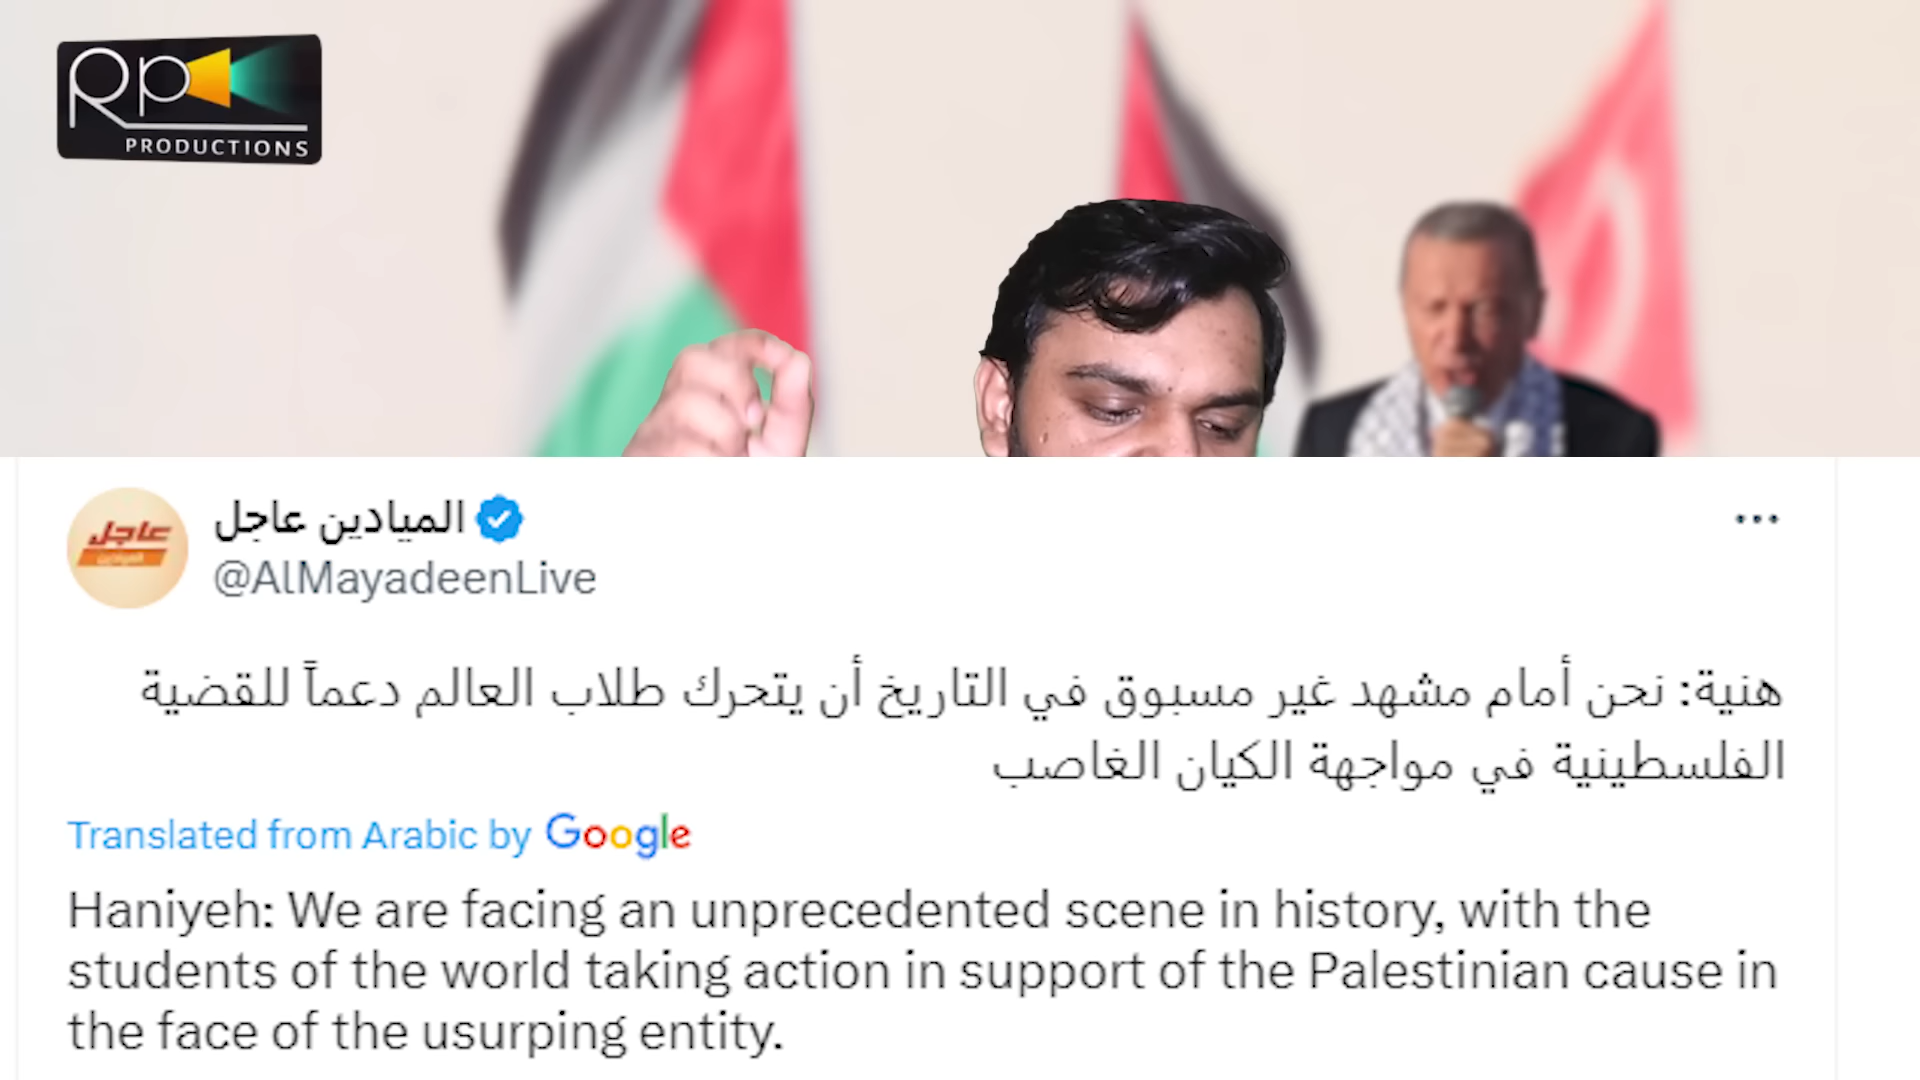 Rp
PRODUCTIONS
عاجل
الميادين
الميادين عاجل
@AlMayadeenLive
هنية: نحن أمام مشهد غير مسبوق في التاريخ أن يتحرك طلاب العالم دعماً للقضية
الفلسطينية في مواجهة الكيان الغاصب
Translated from Arabic by Google
Haniyeh: We are facing an unprecedented scene in history, with the
students of the world taking action in support of the Palestinian cause in
the face of the usurping entity.